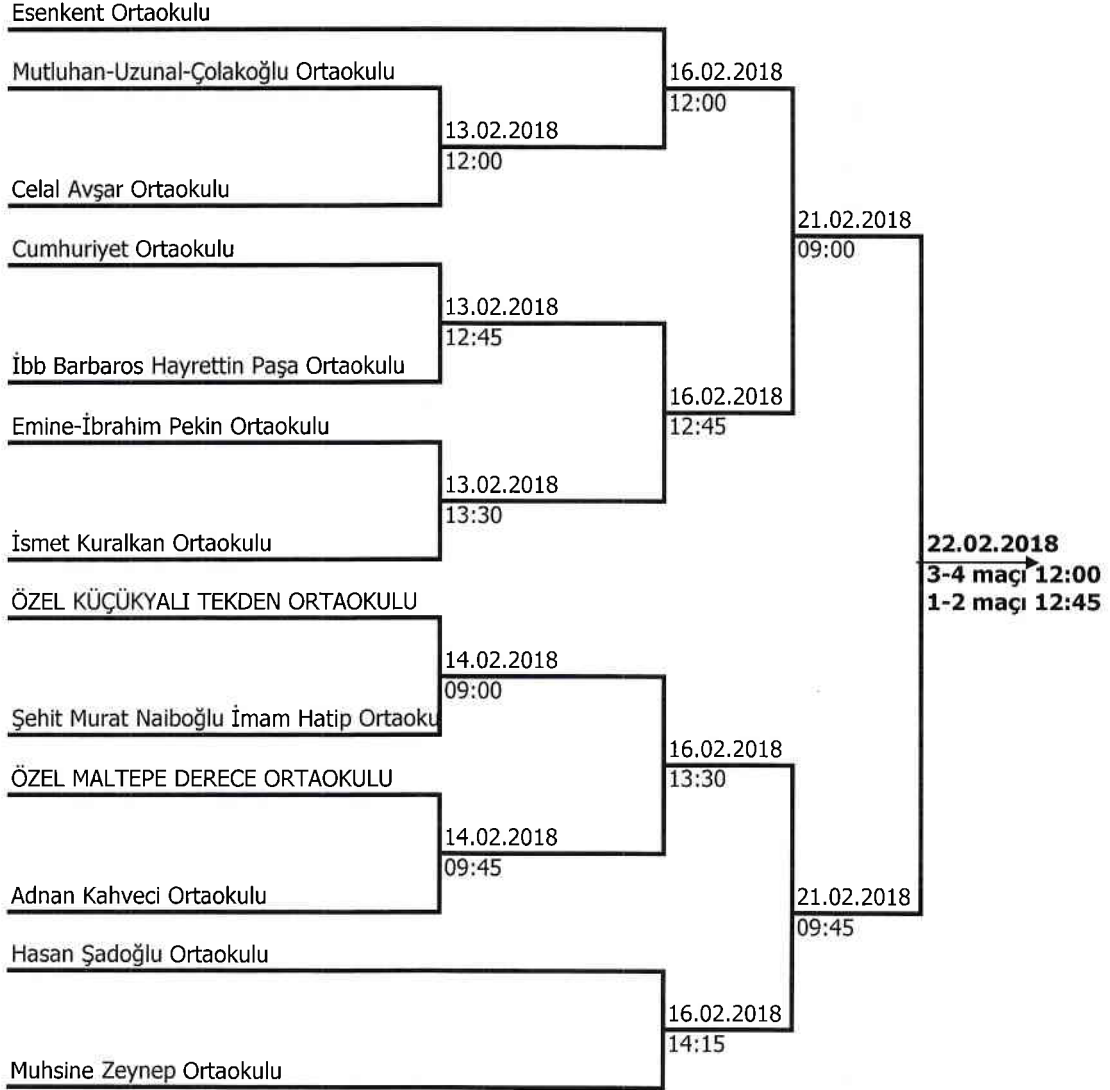 Esenkent Ortaokulu
Mutluhan-Uzunal-Çolakoğlu Ortaokulu
16.02.2018
12:00
13.02.2018
12:00
Celal Avşar Ortaokulu
21.02.2018
09:00
Cumhuriyet Ortaokulu
13.02.2018
12:45
İbb Barbaros Hayrettin Paşa Ortaokulu
16.02.2018
12:45
Emine-İbrahim Pekin Ortaokulu
13.02.2018
13:30
İsmet Kuralkan Ortaokulu
22.02.2018
3-4 maçı 12:00
1-2 maçı 12:45
ÖZEL KÜÇÜKYALI TEKDEN ORTAOKULU
14.02.2018
09:00
Şehit Murat Naiboğlu İmam Hatip Ortaoku
16.02.2018
13:30
ÖZEL MALTEPE DERECE ORTAOKULU
14.02.2018
09:45
Adnan Kahveci Ortaokulu
21.02.2018
09:45
Hasan Şadoğlu Ortaokulu
16.02.2018
14:15
Muhsine Zeynep Ortaokulu